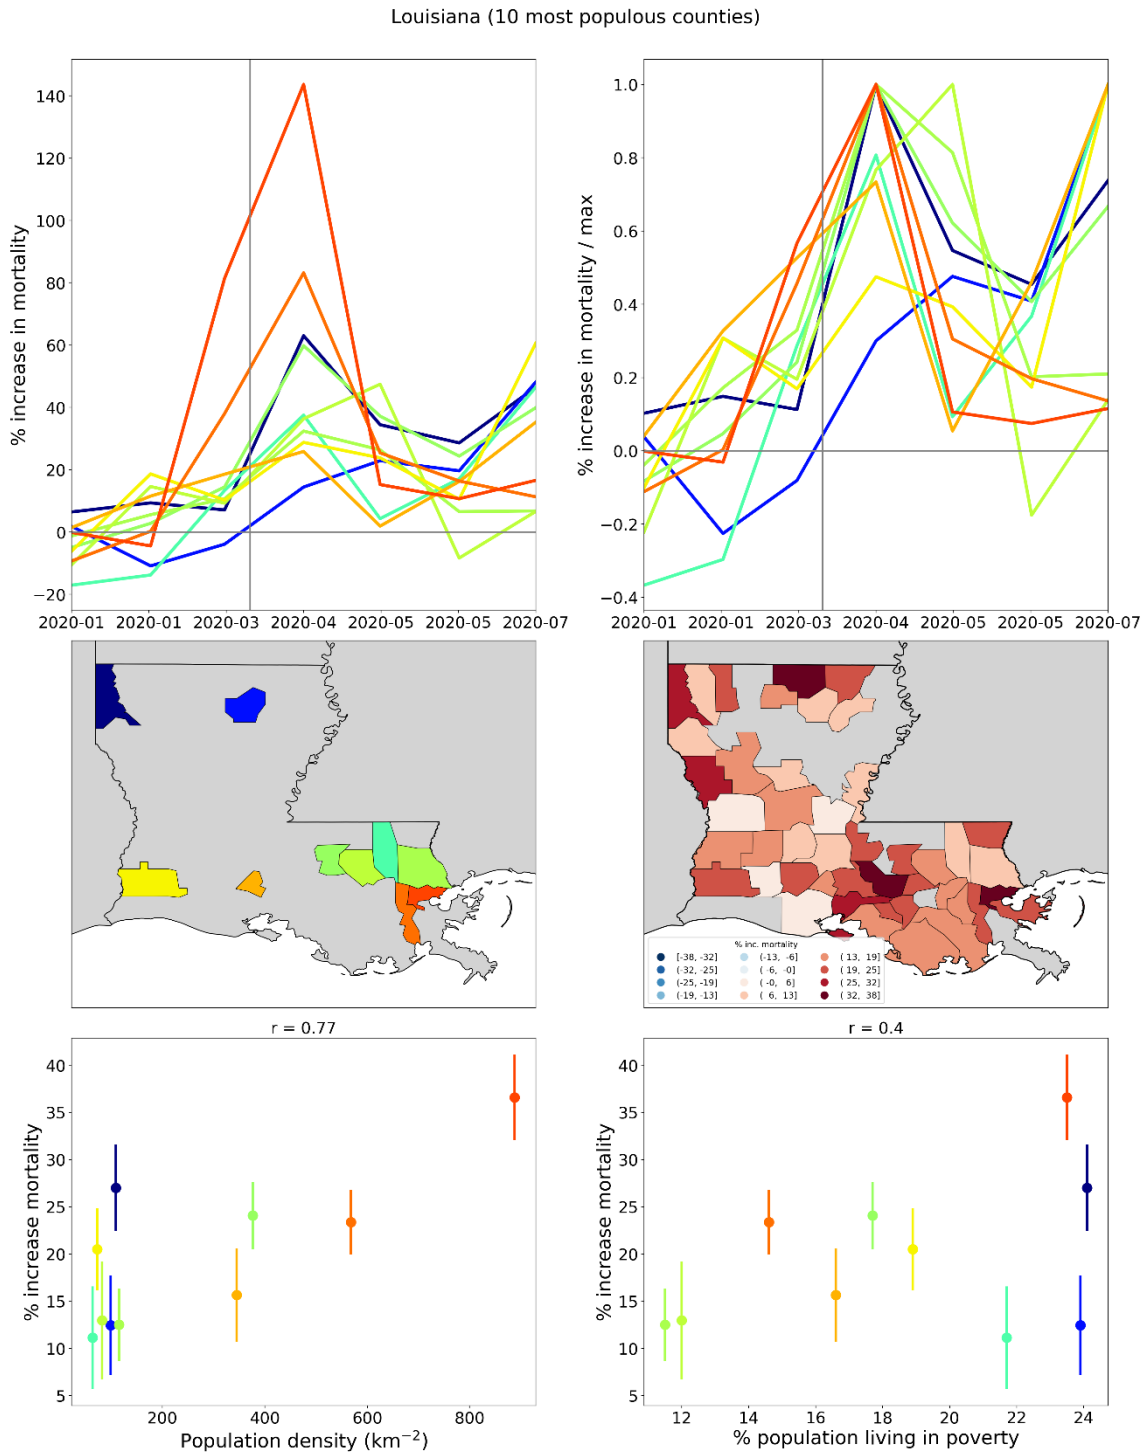 Louisiana (10 most populous counties)
% increase in mortality
140
120
100
80
60
40
20
0
−20
2020-01 2020-01 2020-03 2020-04 2020-05 2020-05 2020-07
% increase in mortality / max
1.0
0.8
0.6
0.4
0.2
0.0
−0.2
−0.4
2020-01 2020-01 2020-03 2020-04 2020-05 2020-05 2020-07
% inc. mortality
[-38, -32] (-13, -6] ( 13, 19]
(-32, -25] ( -6, -0] ( 19, 25]
(-25, -19] ( -0, 6] ( 25, 32]
(-19, -13] ( 6, 13] ( 32, 38]
r = 0.77
% increase mortality
40
35
30
25
20
15
10
5
200 400 600 800
Population density (km⁻²)
r = 0.4
% increase mortality
40
35
30
25
20
15
10
5
12 14 16 18 20 22 24
% population living in poverty